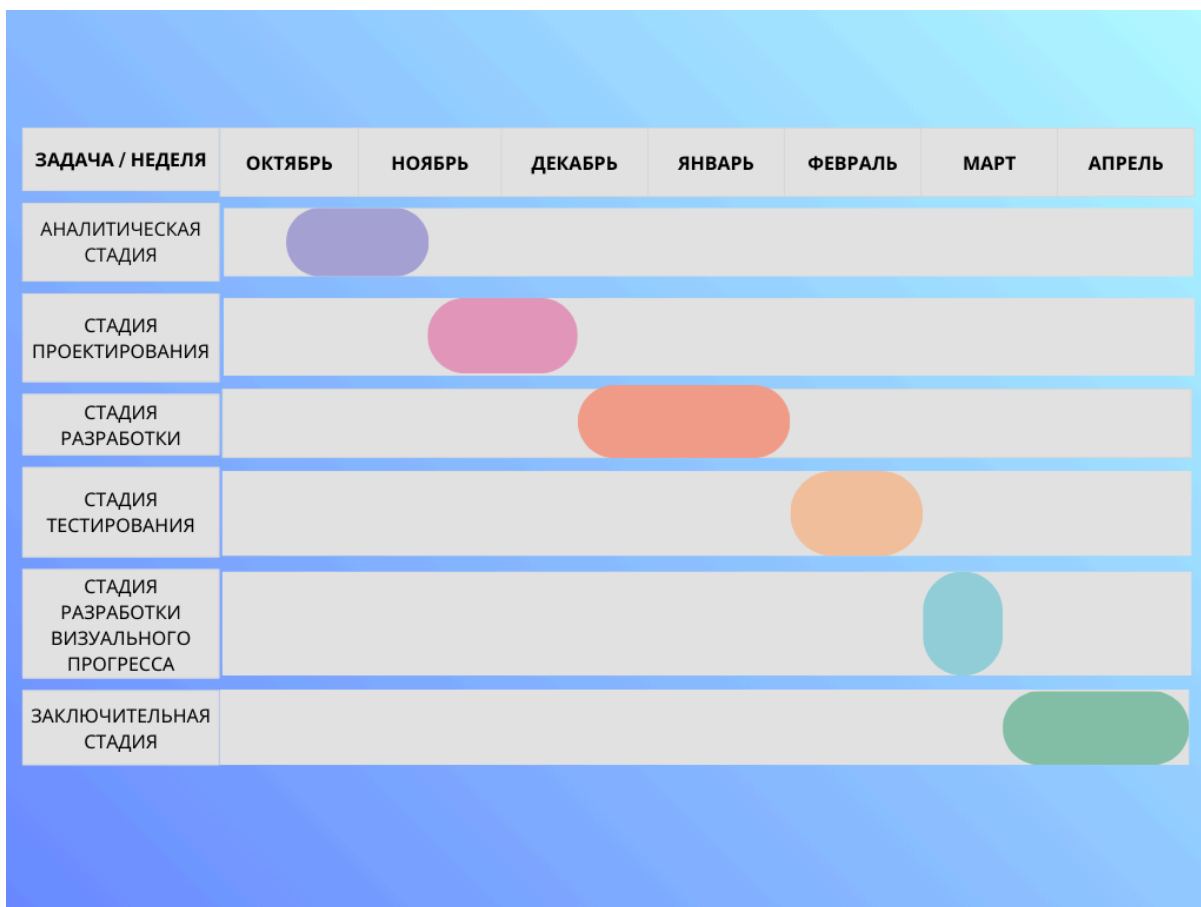 ЗАДАЧА / НЕДЕЛЯ
ОКТЯБРЬ
НОЯБРЬ
ДЕКАБРЬ
ЯНВАРЬ
ФЕВРАЛЬ
МАРТ
АПРЕЛЬ
АНАЛИТИЧЕСКАЯ
СТАДИЯ
СТАДИЯ
ПРОЕКТИРОВАНИЯ
СТАДИЯ
РАЗРАБОТКИ
СТАДИЯ
ТЕСТИРОВАНИЯ
СТАДИЯ
РАЗРАБОТКИ
ВИЗУАЛЬНОГО
ПРОГРЕССА
ЗАКЛЮЧИТЕЛЬНАЯ
СТАДИЯ